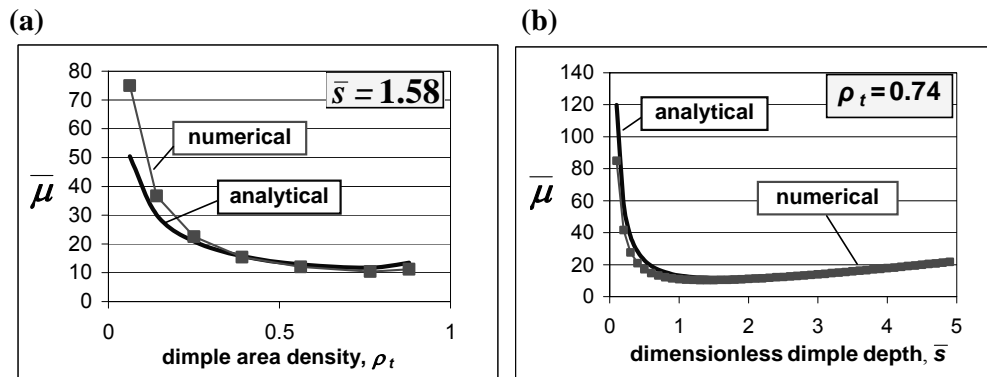 (a)
80
70
60
50
40
30
20
10
0
μ̅
s̅ = 1.58
numerical
analytical
0 0.5 1
dimple area density, ρ_t
(b)
140
120
100
80
60
40
20
0
μ̅
ρ_t = 0.74
analytical
numerical
0 1 2 3 4 5
dimensionless dimple depth, s̅